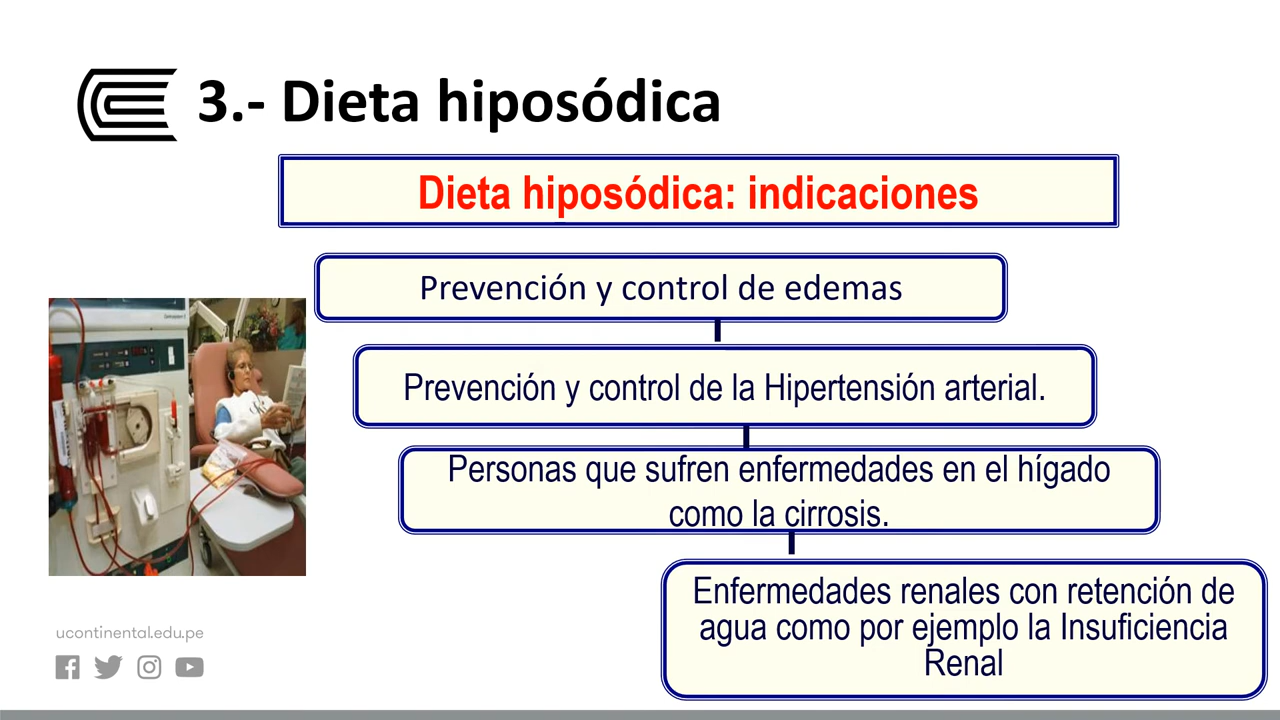 3.- Dieta hiposódica
Dieta hiposódica: indicaciones
Prevención y control de edemas
Prevención y control de la Hipertensión arterial.
Personas que sufren enfermedades en el hígado
como la cirrosis.
Enfermedades renales con retención de
agua como por ejemplo la Insuficiencia
Renal
ucontinental.edu.pe